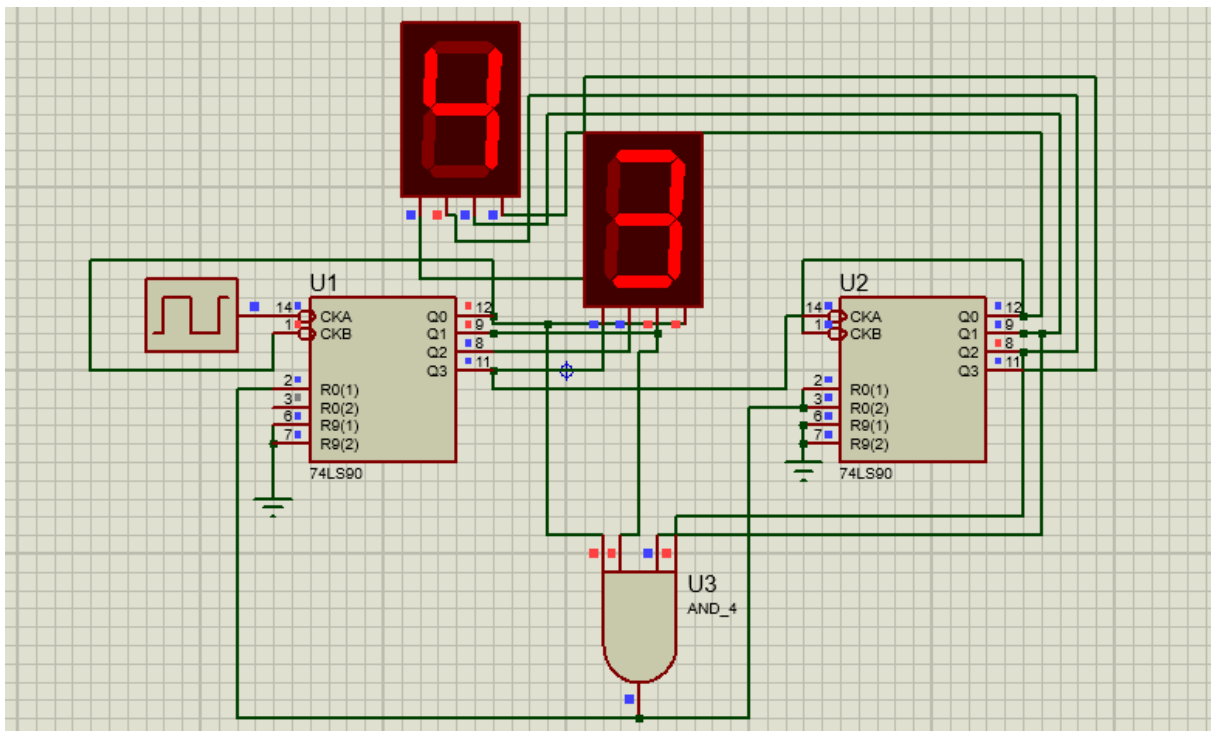 4
3
U1
14
CKA
1
CKB
Q0
12
Q1
9
Q2
8
Q3
11
2
R0(1)
3
R0(2)
6
R9(1)
7
R9(2)
74LS90
U2
14
CKA
1
CKB
Q0
12
Q1
9
Q2
8
Q3
11
2
R0(1)
3
R0(2)
6
R9(1)
7
R9(2)
74LS90
U3
AND_4